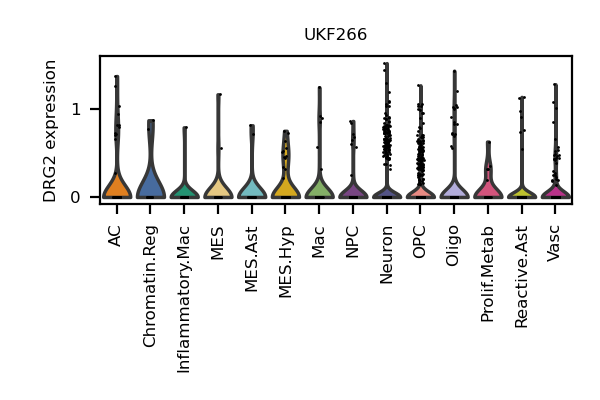 UKF266
DRG2 expression
1
0
AC
Chromatin.Reg
Inflammatory.Mac
MES
MES.Ast
MES.Hyp
Mac
NPC
Neuron
OPC
Oligo
Prolif.Metab
Reactive.Ast
Vasc